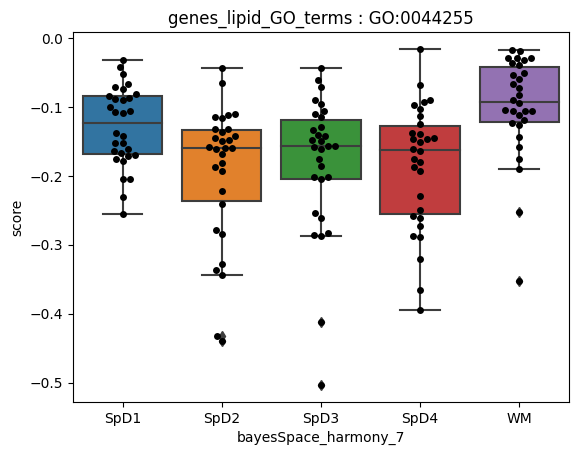 genes_lipid_GO_terms : GO:0044255
score
0.0
−0.1
−0.2
−0.3
−0.4
−0.5
SpD1 SpD2 SpD3 SpD4 WM
bayesSpace_harmony_7